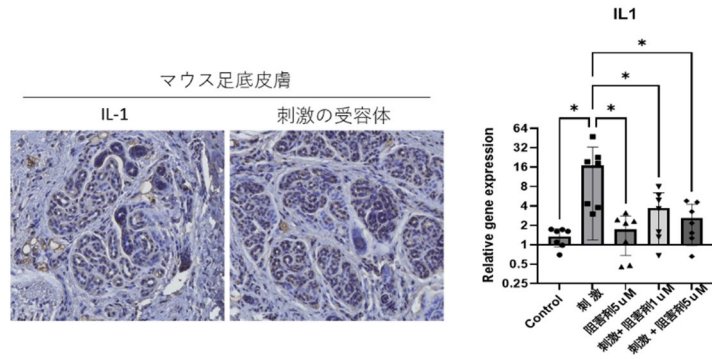 マウス足底皮膚
IL-1
刺激の受容体
IL1
*
*
*
*
Relative gene expression
64
32
16
8
4
2
1
0.5
0.25
Control
刺激
阻害剤5uM
刺激+ 阻害剤1uM
刺激 + 阻害剤5uM